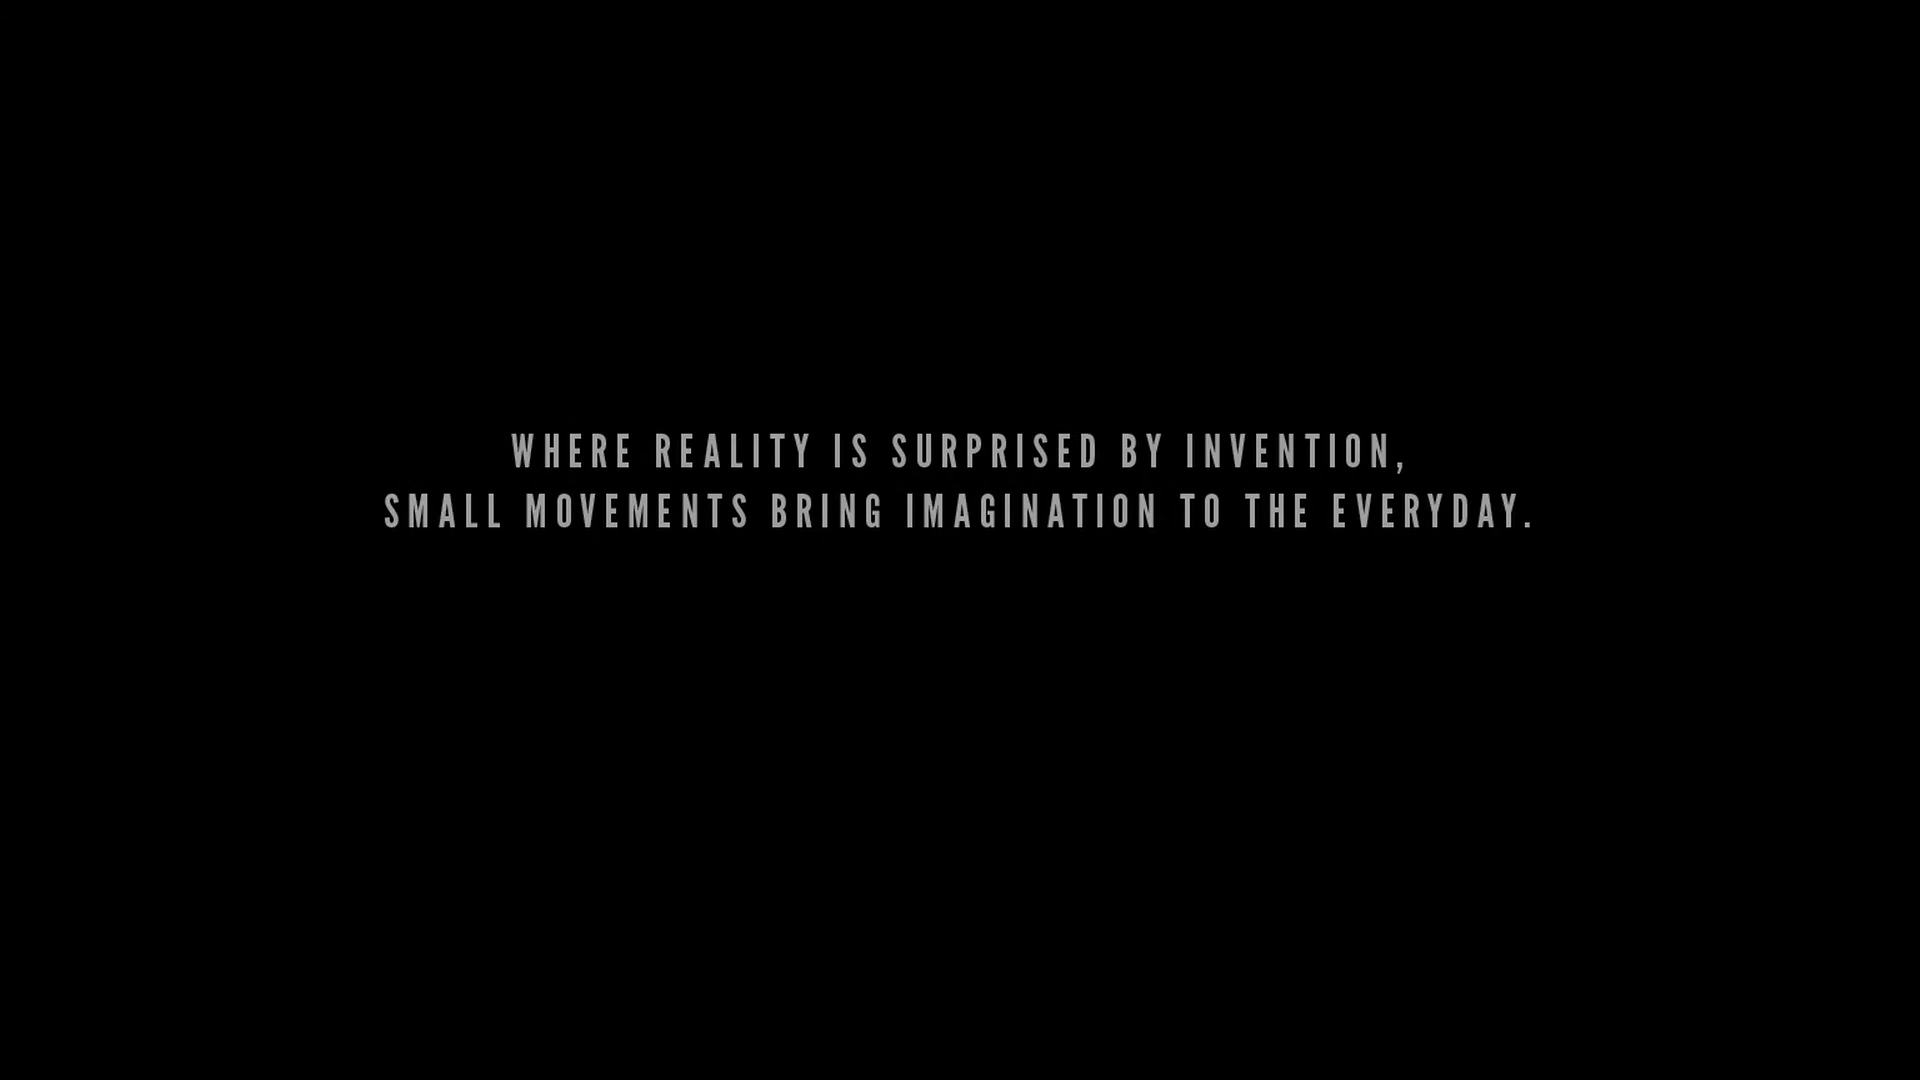 WHERE REALITY IS SURPRISED BY INVENTION,
SMALL MOVEMENTS BRING IMAGINATION TO THE EVERYDAY.